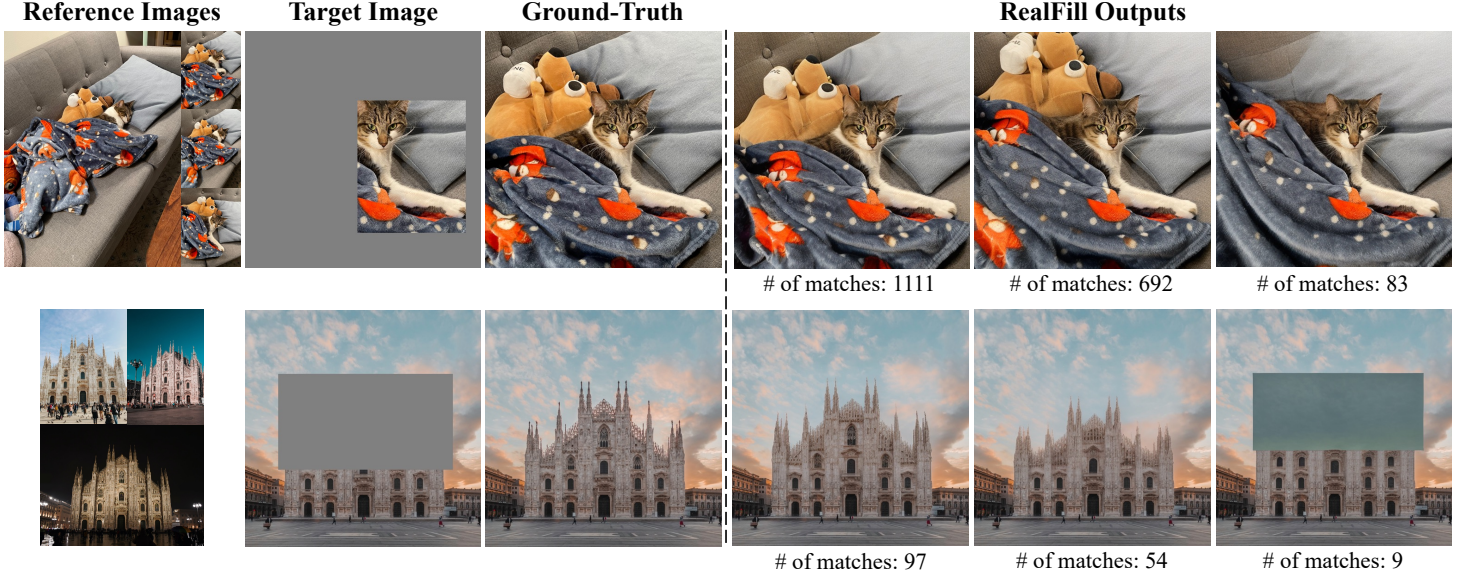 Reference Images
Target Image
Ground-Truth
RealFill Outputs
# of matches: 1111
# of matches: 692
# of matches: 83
# of matches: 97
# of matches: 54
# of matches: 9